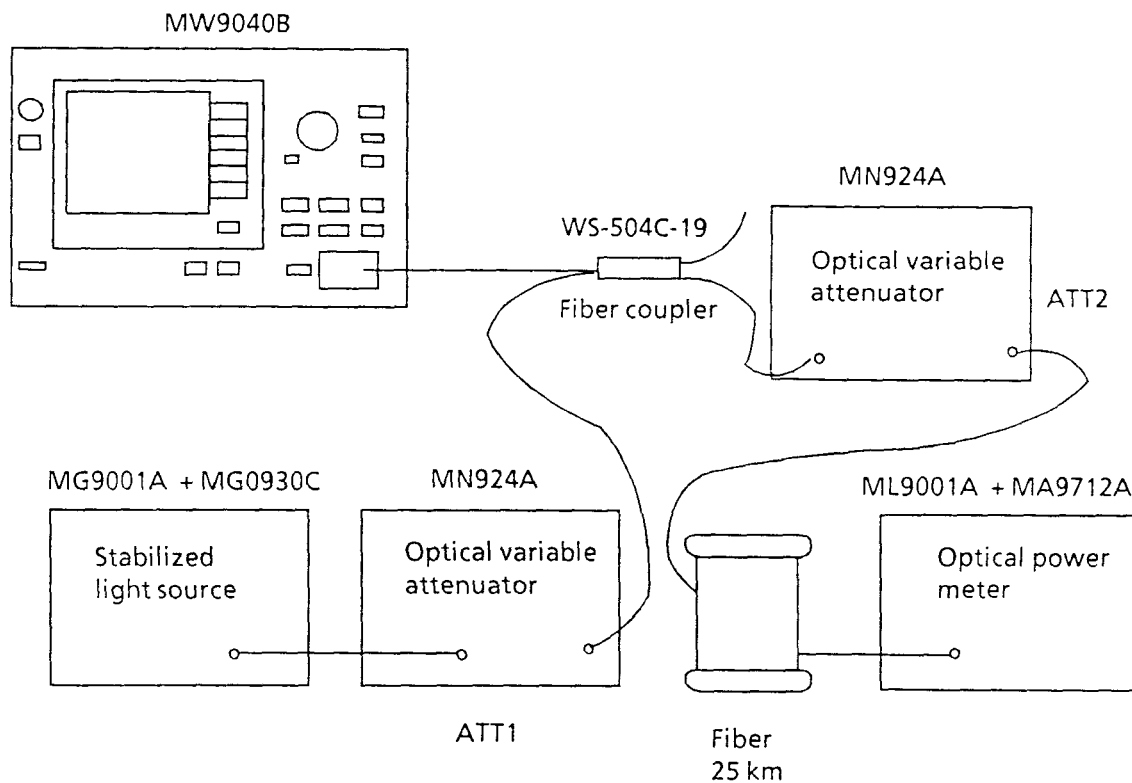 MW9040B
MN924A
WS-504C-19
Optical variable
attenuator
ATT2
Fiber coupler
MG9001A + MG0930C
MN924A
ML9001A + MA9712A
Stabilized
light source
Optical variable
attenuator
Optical power
meter
ATT1
Fiber
25 km